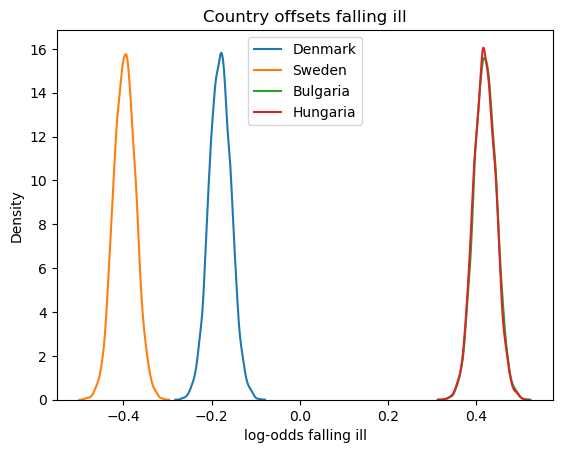 Country offsets falling ill
Denmark
Sweden
Bulgaria
Hungaria
Density
16
14
12
10
8
6
4
2
0
−0.4
−0.2
0.0
0.2
0.4
log-odds falling ill